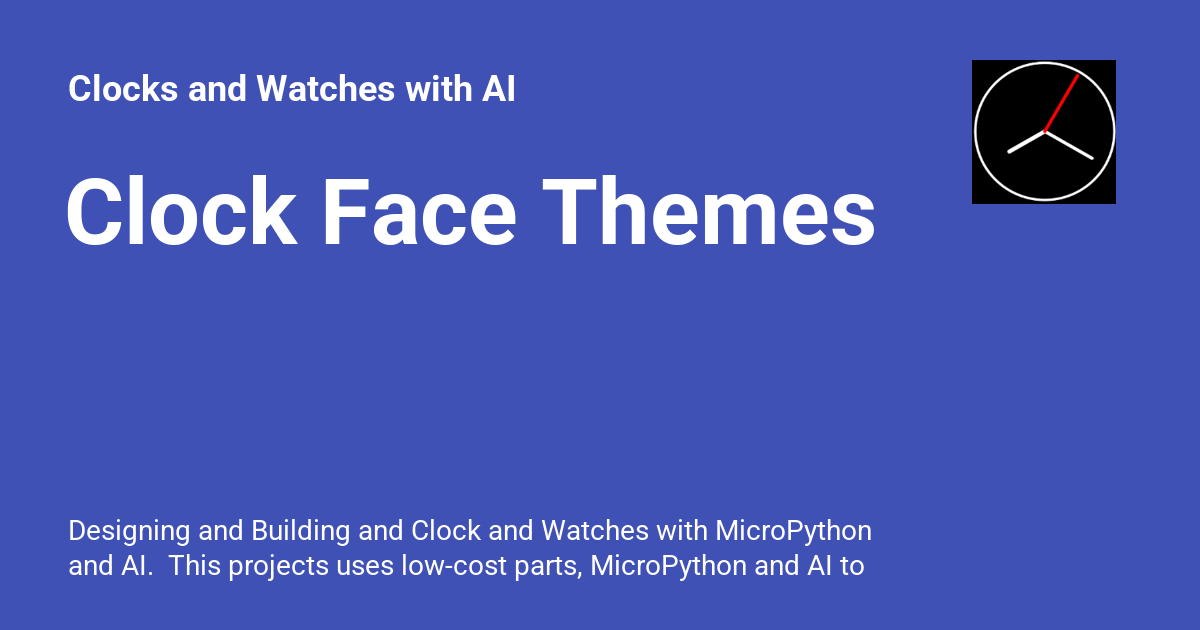 Clocks and Watches with AI
Clock Face Themes
Designing and Building and Clock and Watches with MicroPython
and AI.  This projects uses low-cost parts, MicroPython and AI to